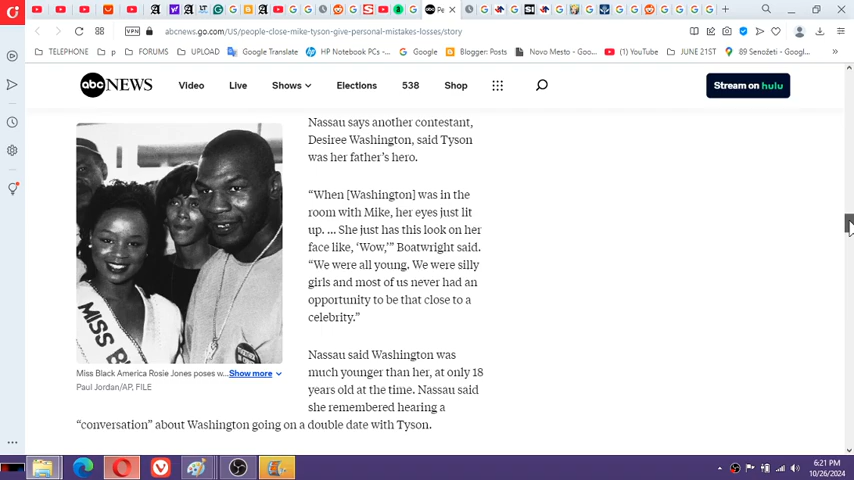 Pe
VPN
abcnews.go.com/US/people-close-mike-tyson-give-personal-mistakes-losses/story
TELEPHONE
p
FORUMS
UPLOAD
Google Translate
HP Notebook PCs -...
Google
Blogger: Posts
Novo Mesto - Goo...
(1) YouTube
JUNE 21ST
89 Senožeti - Googl...
abc NEWS
Video
Live
Shows
Elections
538
Shop
Stream on hulu
Nassau says another contestant,
Desiree Washington, said Tyson
was her father's hero.
“When [Washington] was in the
room with Mike, her eyes just lit
up. ... She just has this look on her
face like, ‘Wow,’” Boatwright said.
“We were all young. We were silly
girls and most of us never had an
opportunity to be that close to a
celebrity.”
MISS B
Miss Black America Rosie Jones poses w...Show more
Paul Jordan/AP, FILE
Nassau said Washington was
much younger than her, at only 18
years old at the time. Nassau said
she remembered hearing a
“conversation” about Washington going on a double date with Tyson.
6:21 PM
10/26/2024